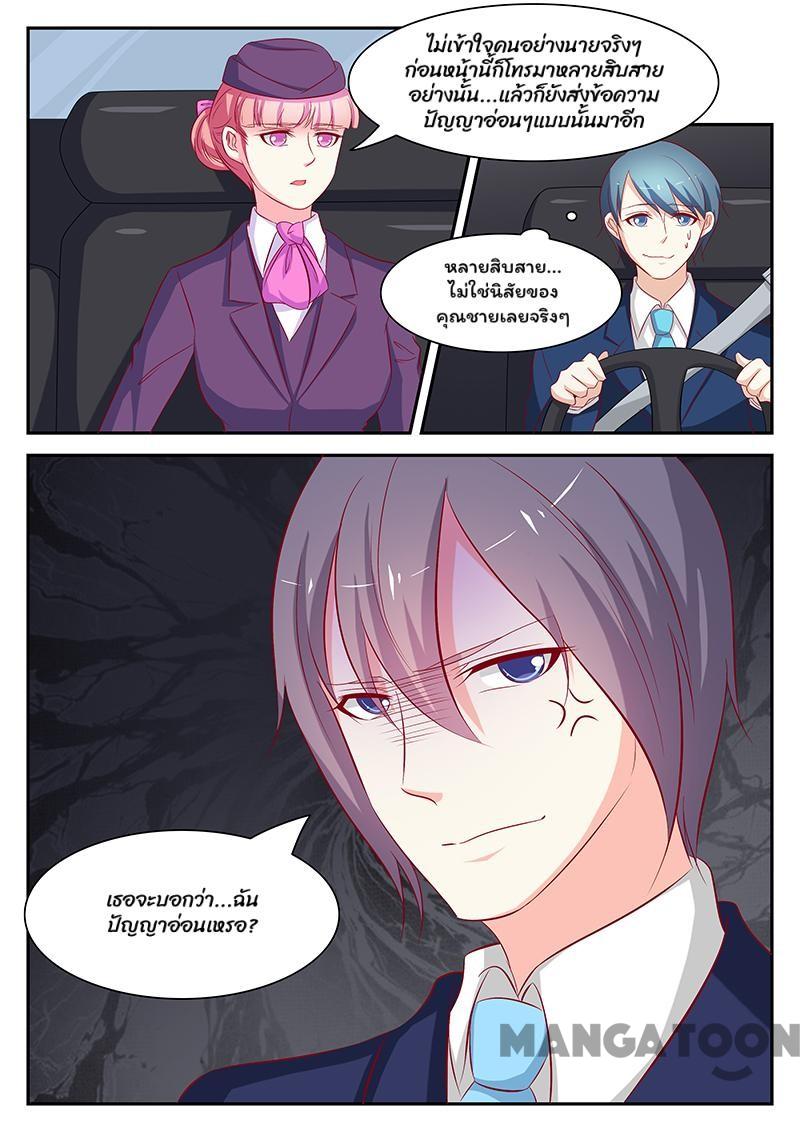 ไม่เข้าใจคนอย่างนายจริงๆ
ก่อนหน้านี้ก็โทรมาหลายสิบสาย
อย่างนั้น...แล้วก็ยังส่งข้อความ
ปัญญาอ่อนๆแบบนั้นมาอีก
หลายสิบสาย...
ไม่ใช่นิสัยของ
คุณชายเลยจริงๆ
เธอจะบอกว่า...ฉัน
ปัญญาอ่อนเหรอ?
MANGATOON